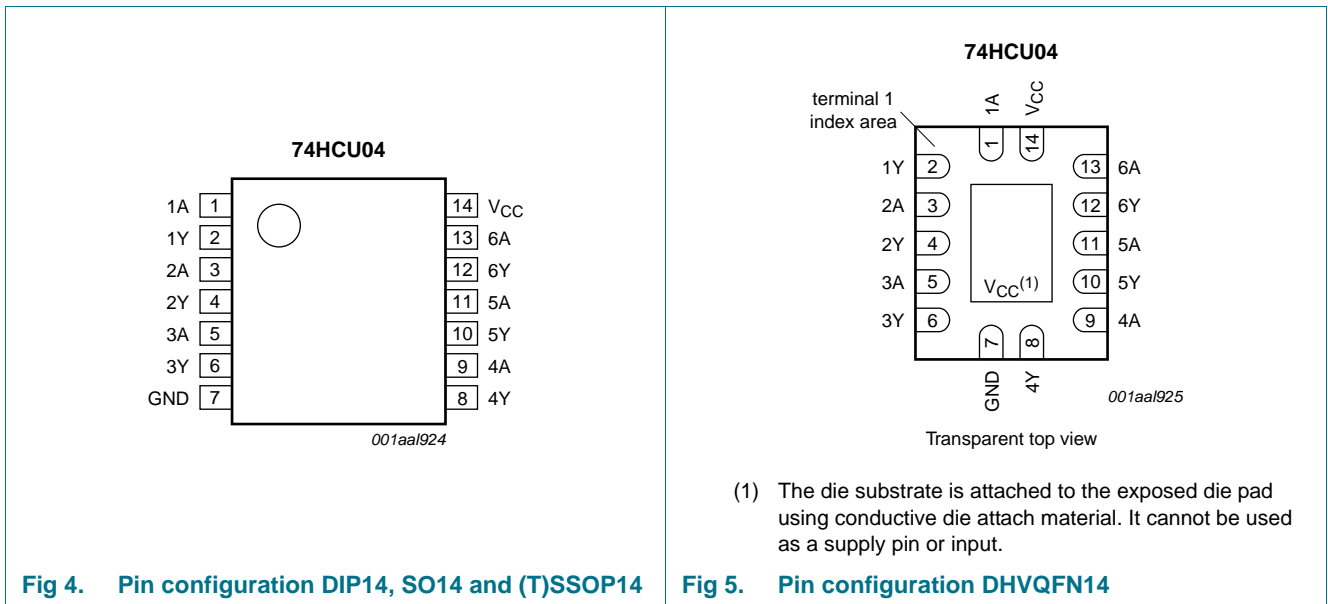 74HCU04
1A 1
1Y 2
2A 3
2Y 4
3A 5
3Y 6
GND 7
14 VCC
13 6A
12 6Y
11 5A
10 5Y
9 4A
8 4Y
001aal924
Fig 4. Pin configuration DIP14, SO14 and (T)SSOP14
74HCU04
terminal 1
index area
1A
VCC
1
14
1Y 2
2A 3
2Y 4
3A 5
3Y 6
13 6A
12 6Y
11 5A
10 5Y
9 4A
VCC(1)
7
8
GND
4Y
001aal925
Transparent top view
(1) The die substrate is attached to the exposed die pad
using conductive die attach material. It cannot be used
as a supply pin or input.
Fig 5. Pin configuration DHVQFN14